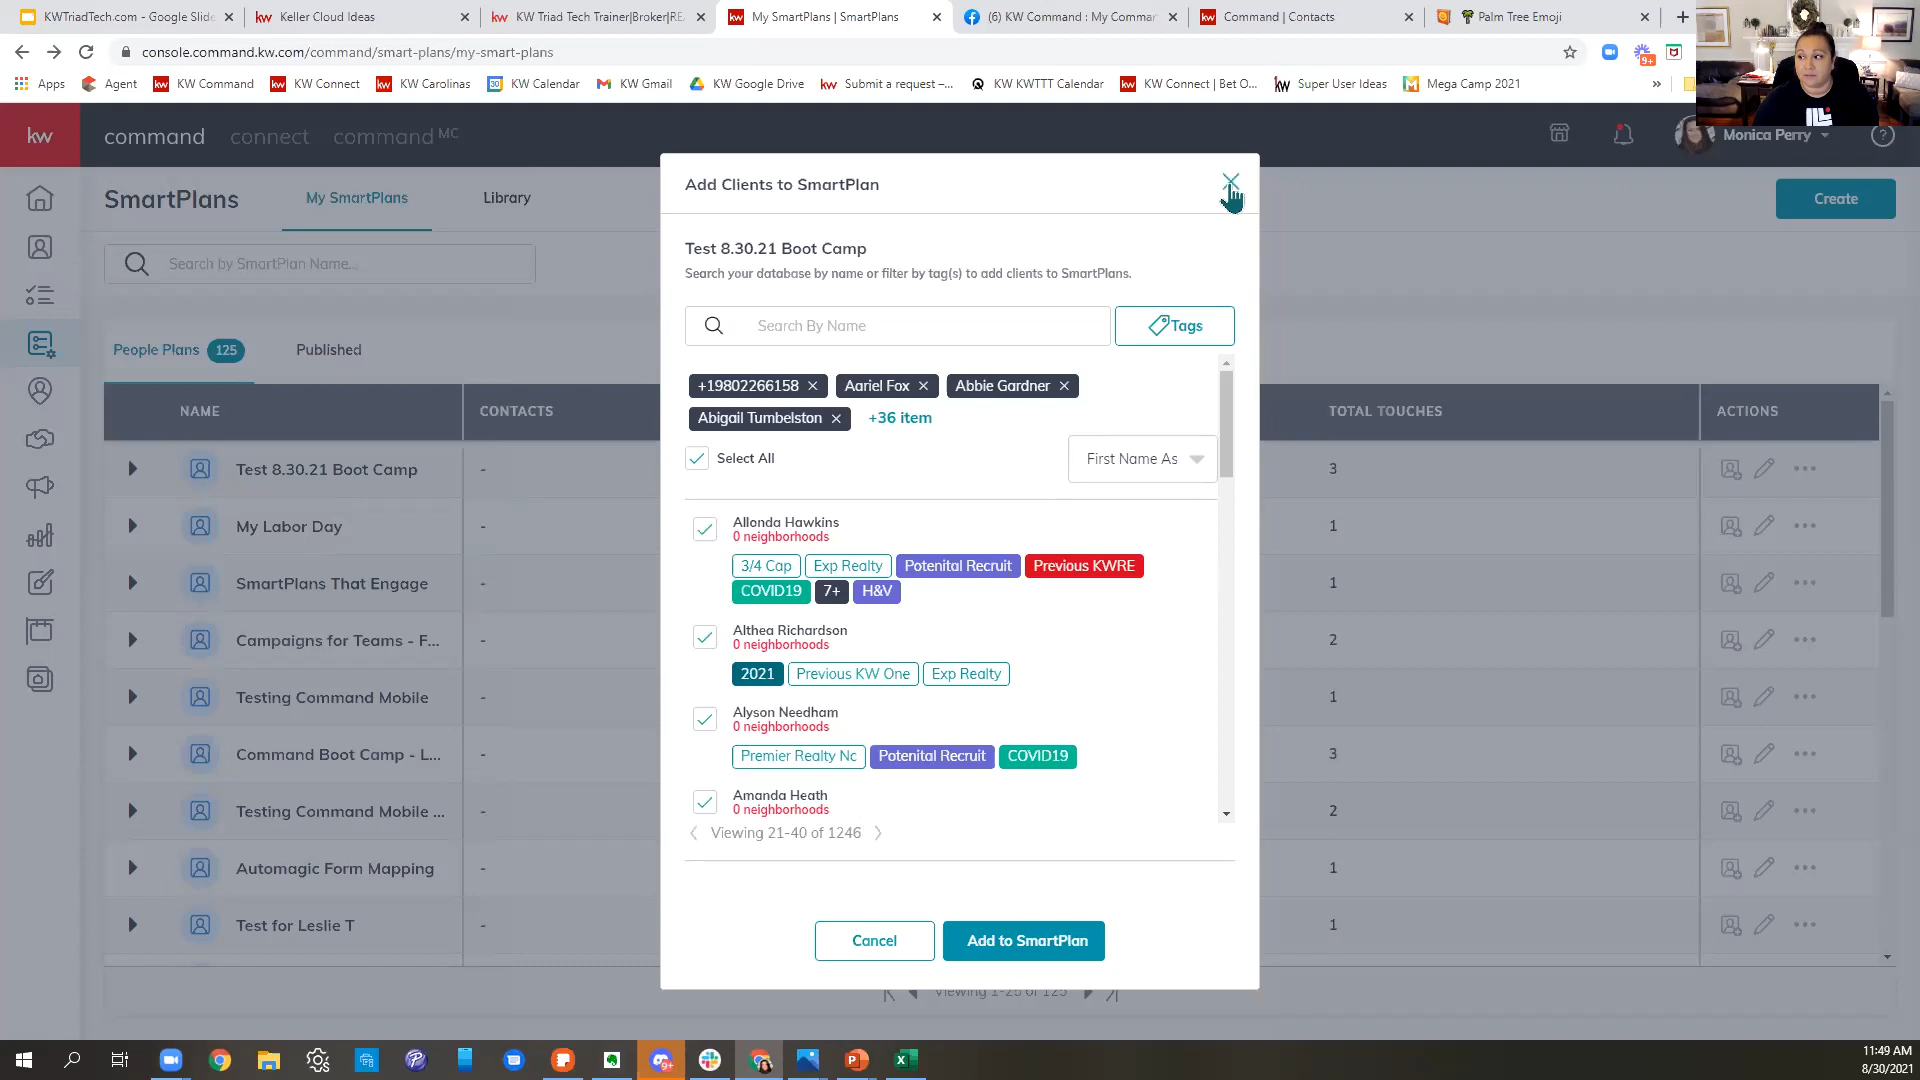 KWTriadTech.com - Google Slide
Keller Cloud Ideas
KW Triad Tech Trainer|Broker|RE
My SmartPlans | SmartPlans
(6) KW Command : My Comman
Command | Contacts
Palm Tree Emoji
console.command.kw.com/command/smart-plans/my-smart-plans
9+
Apps
Agent
KW Command
KW Connect
KW Carolinas
KW Calendar
KW Gmail
KW Google Drive
Submit a request –...
KW KWTTT Calendar
KW Connect | Bet O...
Super User Ideas
Mega Camp 2021
kw
command
connect
command MC
Monica Perry
SmartPlans
My SmartPlans
Library
Create
Search by SmartPlan Name...
People Plans 125
Published
NAME
CONTACTS
TOTAL TOUCHES
ACTIONS
Test 8.30.21 Boot Camp - 3
My Labor Day - 1
SmartPlans That Engage - 1
Campaigns for Teams - F... - 2
Testing Command Mobile - 1
Command Boot Camp - L... - 3
Testing Command Mobile ... - 2
Automagic Form Mapping - 1
Test for Leslie T - 1
Viewing 1-25 of 125
Add Clients to SmartPlan
Test 8.30.21 Boot Camp
Search your database by name or filter by tag(s) to add clients to SmartPlans.
Search By Name
Tags
+19802266158 Aariel Fox Abbie Gardner
Abigail Tumbelston +36 item
Select All
First Name As
Allonda Hawkins
0 neighborhoods
3/4 Cap Exp Realty Potenital Recruit Previous KWRE
COVID19 7+ H&V
Althea Richardson
0 neighborhoods
2021 Previous KW One Exp Realty
Alyson Needham
0 neighborhoods
Premier Realty Nc Potenital Recruit COVID19
Amanda Heath
0 neighborhoods
Viewing 21-40 of 1246
Cancel
Add to SmartPlan
11:49 AM
8/30/2021